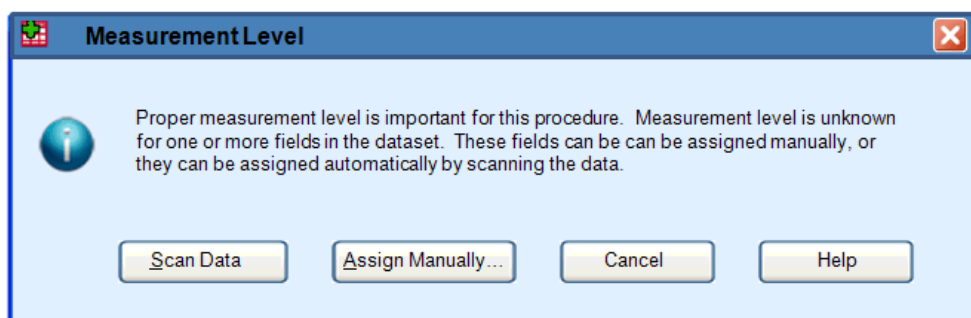 Measurement Level
Proper measurement level is important for this procedure. Measurement level is unknown
for one or more fields in the dataset. These fields can be can be assigned manually, or
they can be assigned automatically by scanning the data.
Scan Data Assign Manually... Cancel Help